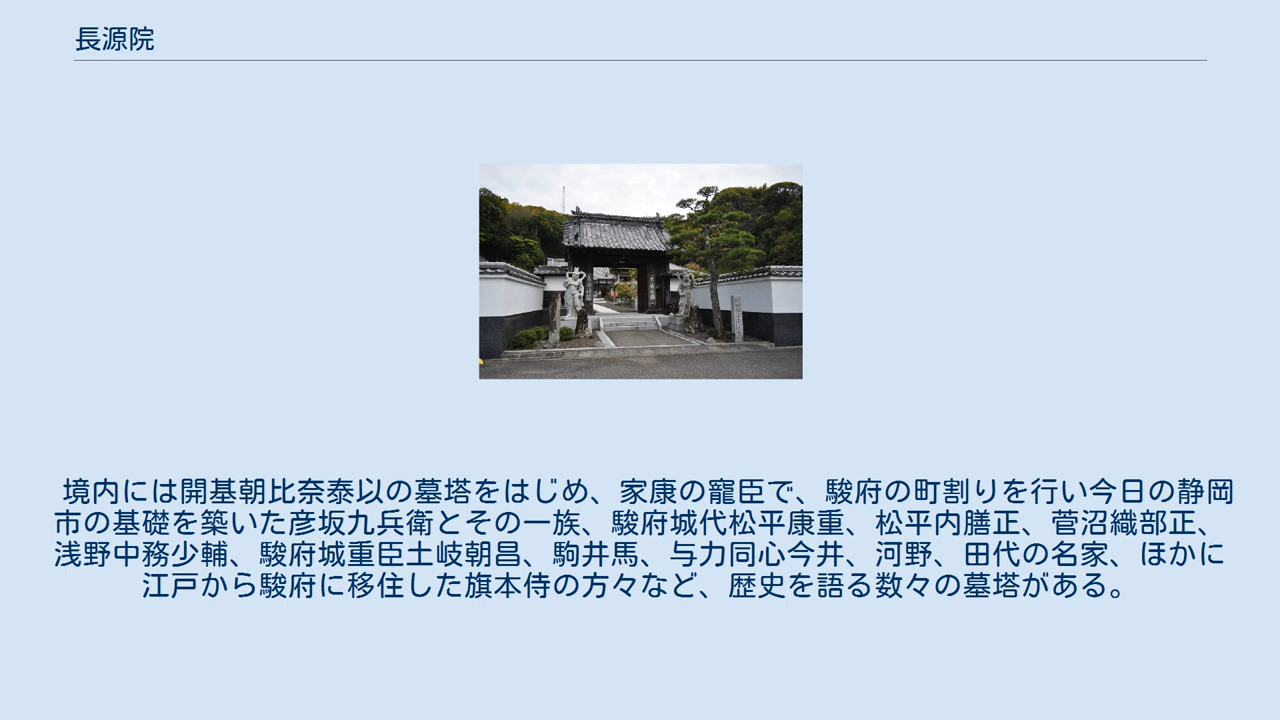 長源院
境内には開基朝比奈泰以の墓塔をはじめ、家康の寵臣で、駿府の町割りを行い今日の静岡
市の基礎を築いた彦坂九兵衛とその一族、駿府城代松平康重、松平内膳正、菅沼織部正、
浅野中務少輔、駿府城重臣土岐朝昌、駒井馬、与力同心今井、河野、田代の名家、ほかに
江戸から駿府に移住した旗本侍の方々など、歴史を語る数々の墓塔がある。